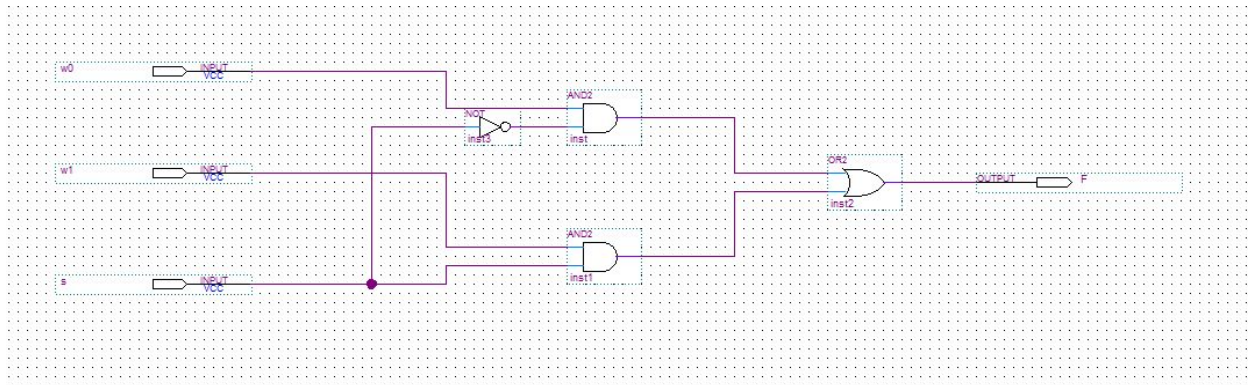 w0
INPUT
VCC
AND2
NOT
inst3
inst
w1
INPUT
VCC
OR2
OUTPUT
F
inst2
AND2
inst1
s
INPUT
VCC